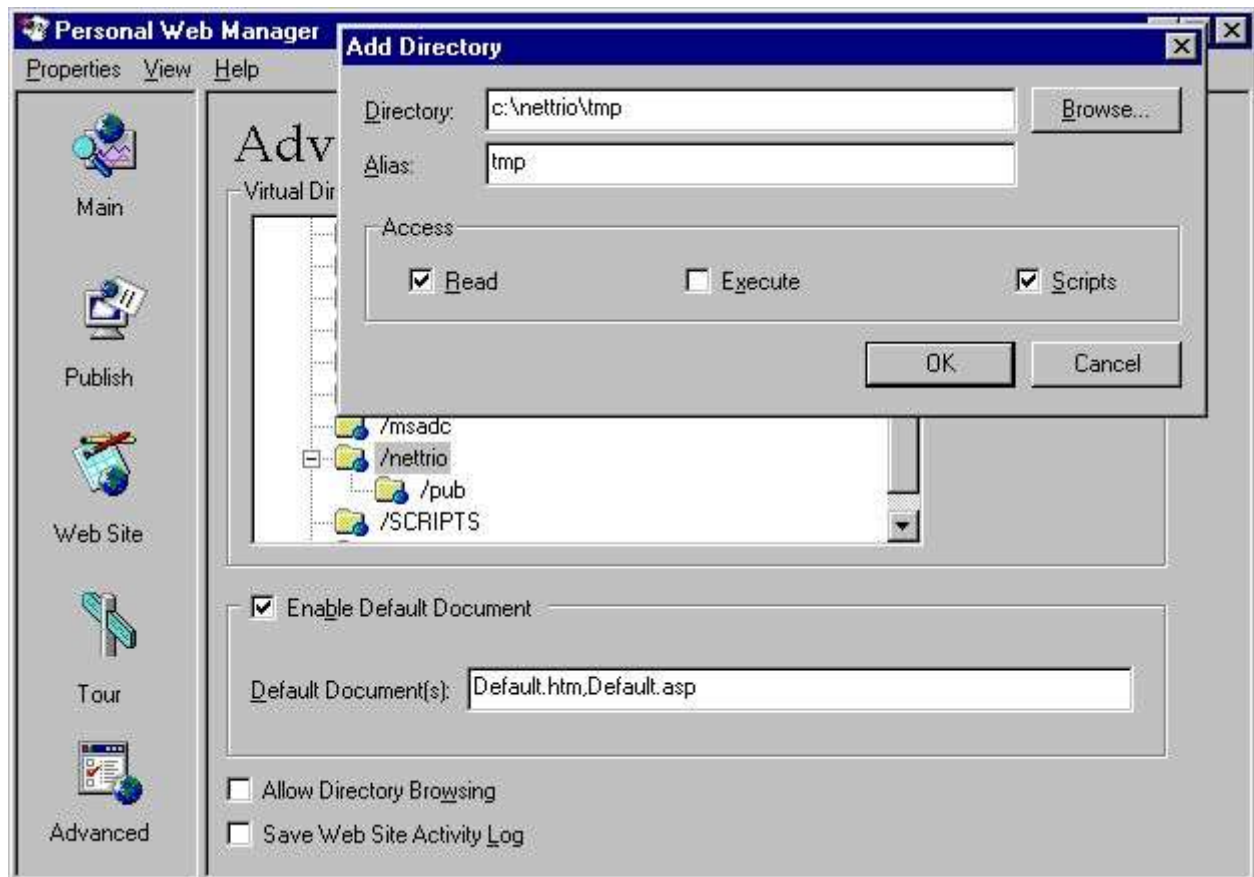 Personal Web Manager
Properties View Help
Main
Publish
Web Site
Tour
Advanced
Adv
Virtual Dir
/msadc
/nettrio
/pub
/SCRIPTS
Enable Default Document
Default Document(s): Default.htm,Default.asp
Allow Directory Browsing
Save Web Site Activity Log
Add Directory
Directory: c:\nettrio\tmp Browse...
Alias: tmp
Access
Read Execute Scripts
OK Cancel